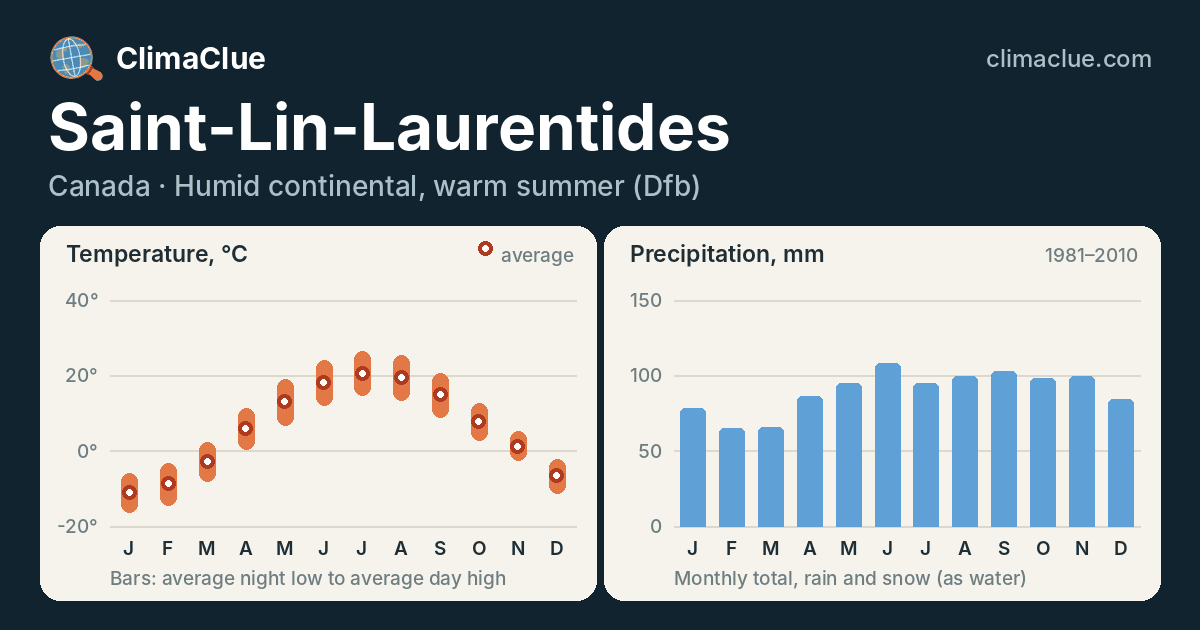 ClimaClue
climaclue.com
Saint-Lin-Laurentides
Canada · Humid continental, warm summer (Dfb)
Temperature, °C
average
40°
20°
0°
-20°
J F M A M J J A S O N D
Bars: average night low to average day high
Precipitation, mm
1981–2010
150
100
50
0
J F M A M J J A S O N D
Monthly total, rain and snow (as water)